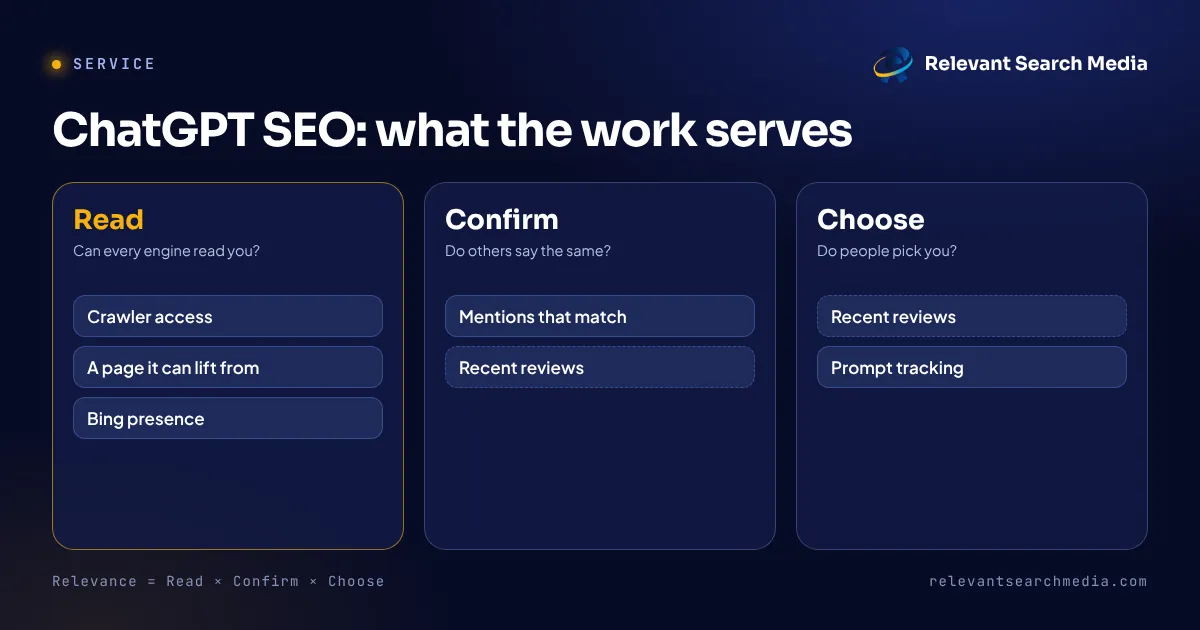 SERVICE
Relevant Search Media
ChatGPT SEO: what the work serves
Read
Can every engine read you?
Crawler access
A page it can lift from
Bing presence
Confirm
Do others say the same?
Mentions that match
Recent reviews
Choose
Do people pick you?
Recent reviews
Prompt tracking
Relevance = Read × Confirm × Choose
relevantsearchmedia.com